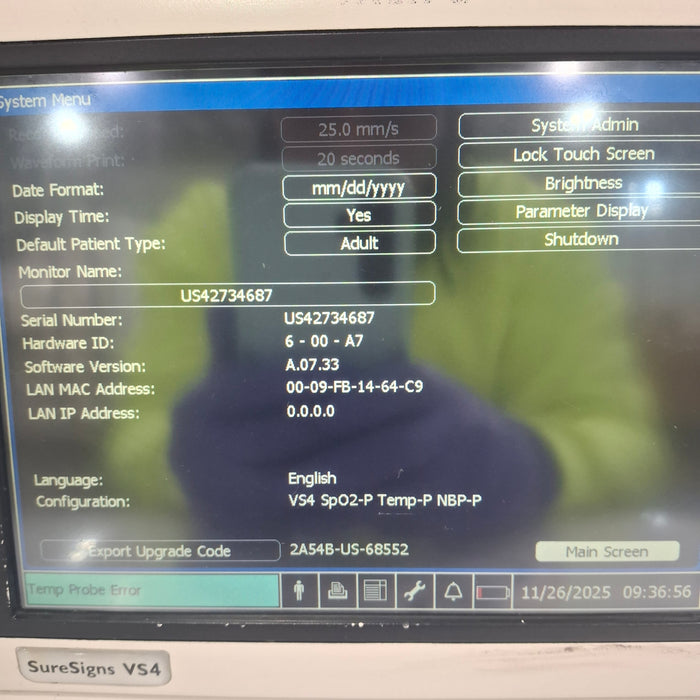 System Menu
Record Speed: 25.0 mm/s System Admin
Waveform Print: 20 seconds Lock Touch Screen
Date Format: mm/dd/yyyy Brightness
Display Time: Yes Parameter Display
Default Patient Type: Adult Shutdown
Monitor Name:
US42734687
Serial Number: US42734687
Hardware ID: 6 - 00 - A7
Software Version: A.07.33
LAN MAC Address: 00-09-FB-14-64-C9
LAN IP Address: 0.0.0.0
Language: English
Configuration: VS4 SpO2-P Temp-P NBP-P
Export Upgrade Code 2A54B-US-68552 Main Screen
Temp Probe Error 11/26/2025 09:36:56
SureSigns VS4